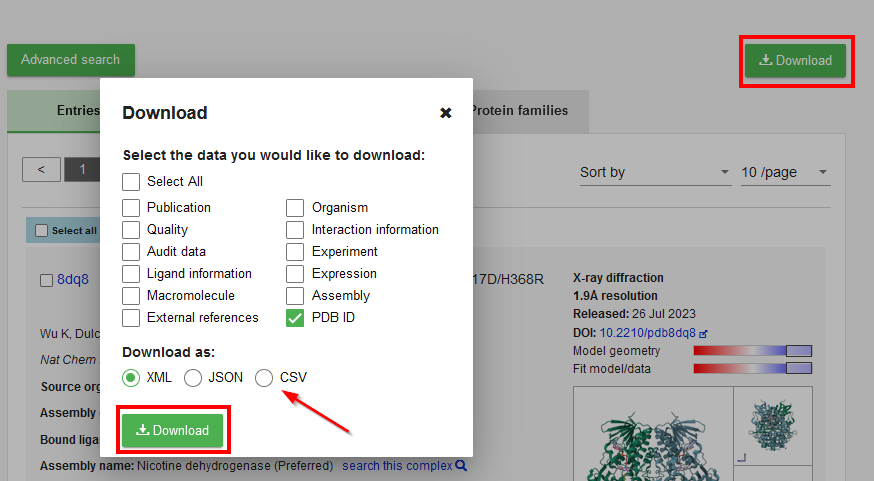 Advanced search
Download
Entries
Protein families
Download
Select the data you would like to download:
Select All
Publication
Organism
Quality
Interaction information
Audit data
Experiment
Ligand information
Expression
Macromolecule
Assembly
External references
PDB ID
Download as:
XML JSON CSV
Download
< 1
Sort by
10 /page
Select all
8dq8
17D/H368R
Wu K, Dulc
Nat Chem
Source org
Assembly
Bound liga
Assembly name: Nicotine dehydrogenase (Preferred) search this complex
X-ray diffraction
1.9Å resolution
Released: 26 Jul 2023
DOI: 10.2210/pdb8dq8
Model geometry
Fit model/data